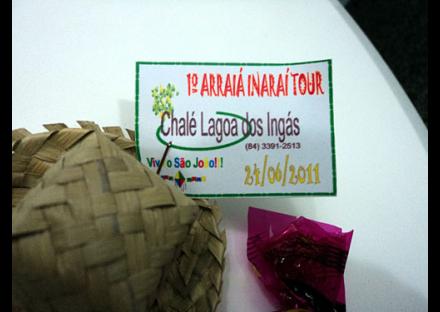 1º ARRAIÁ INARAÍ TOUR
Chalé Lagoa dos Ingás
(84) 3391-2513
Viva o São João!!!
24/06/2011